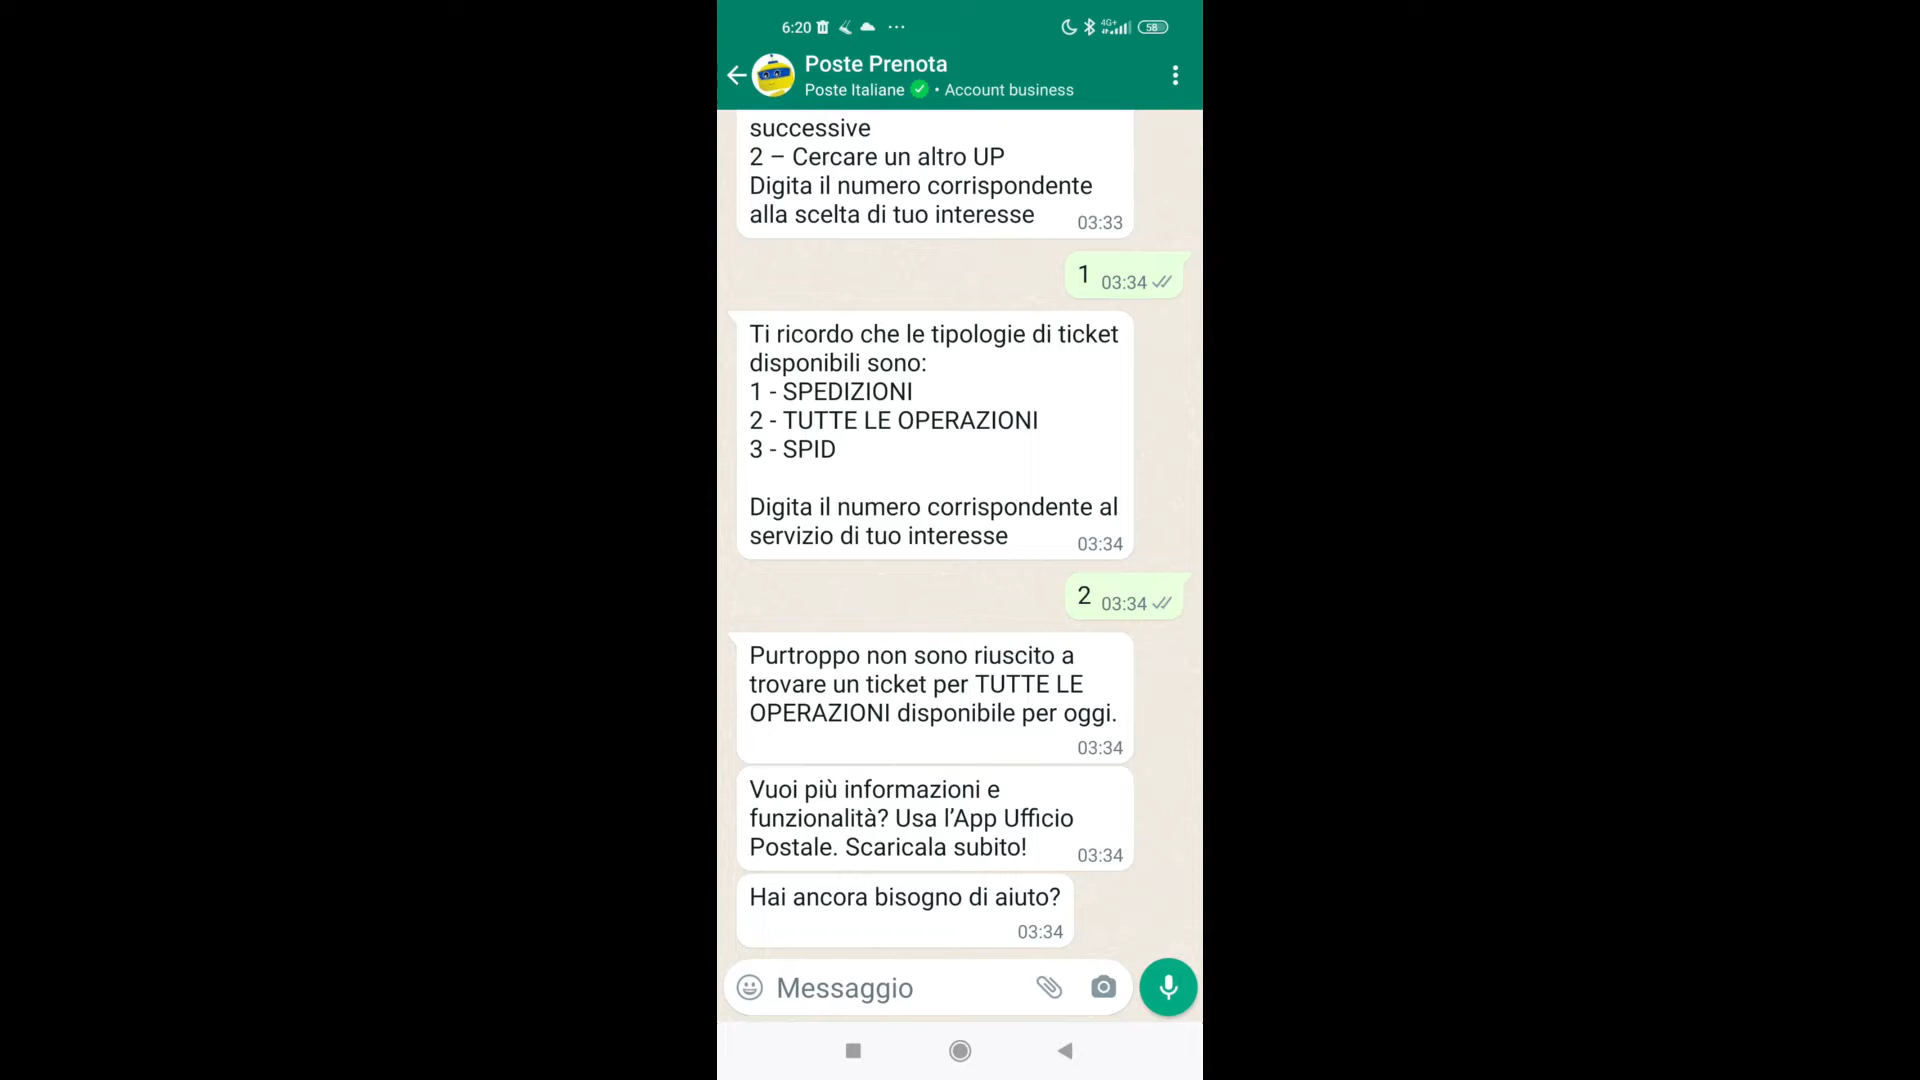 6:20
4G+
58
Poste Prenota
Poste Italiane • Account business
successive
2 – Cercare un altro UP
Digita il numero corrispondente
alla scelta di tuo interesse 03:33
1 03:34
Ti ricordo che le tipologie di ticket
disponibili sono:
1 - SPEDIZIONI
2 - TUTTE LE OPERAZIONI
3 - SPID
Digita il numero corrispondente al
servizio di tuo interesse 03:34
2 03:34
Purtroppo non sono riuscito a
trovare un ticket per TUTTE LE
OPERAZIONI disponibile per oggi.
03:34
Vuoi più informazioni e
funzionalità? Usa l’App Ufficio
Postale. Scaricala subito! 03:34
Hai ancora bisogno di aiuto?
03:34
Messaggio